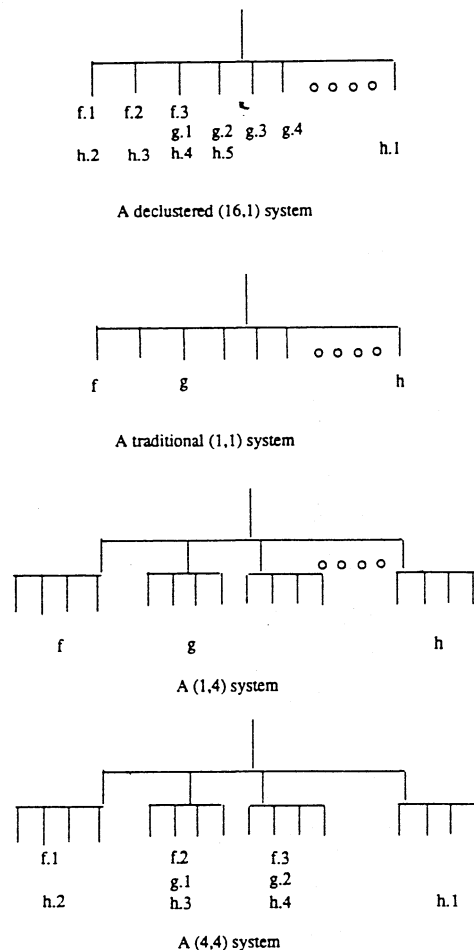 f.1 f.2 f.3
g.1 g.2 g.3 g.4
h.2 h.3 h.4 h.5 h.1
A declustered (16,1) system
f g h
A traditional (1,1) system
f g h
A (1,4) system
f.1 f.2 f.3
g.1 g.2
h.2 h.3 h.4 h.1
A (4,4) system